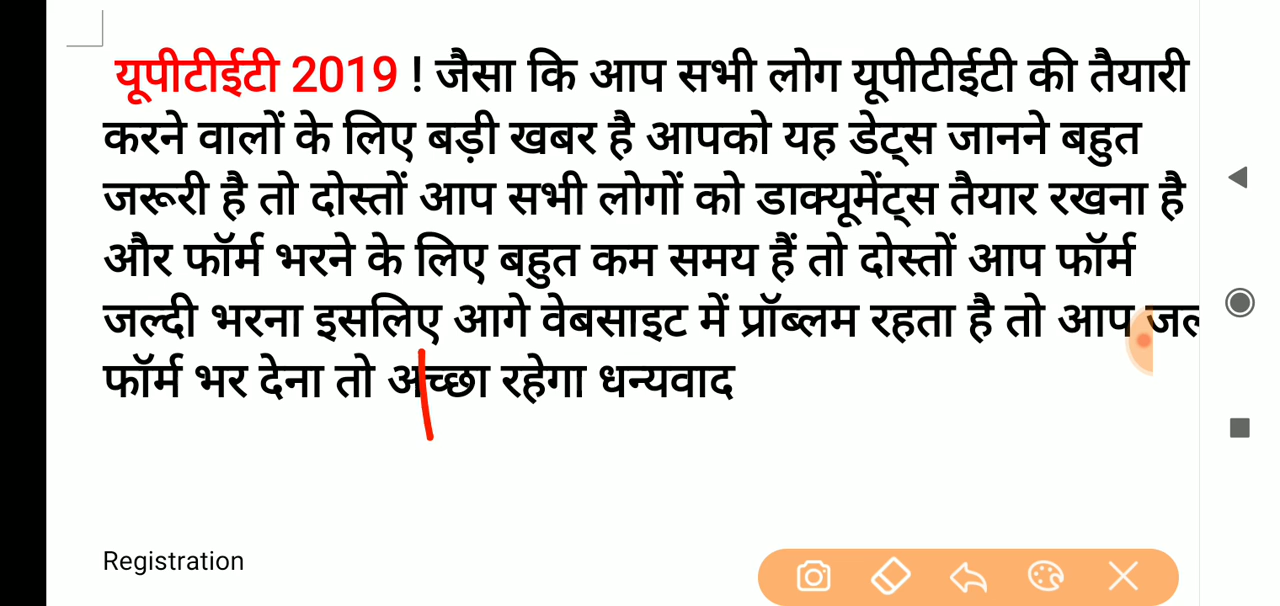 यूपीटीईटी 2019 ! जैसा कि आप सभी लोग यूपीटीईटी की तैयारी
करने वालों के लिए बड़ी खबर है आपको यह डेट्स जानने बहुत
जरूरी है तो दोस्तों आप सभी लोगों को डाक्यूमेंट्स तैयार रखना है
और फॉर्म भरने के लिए बहुत कम समय हैं तो दोस्तों आप फॉर्म
जल्दी भरना इसलिए आगे वेबसाइट में प्रॉब्लम रहता है तो आप
फॉर्म भर देना तो अच्छा रहेगा धन्यवाद
Registration